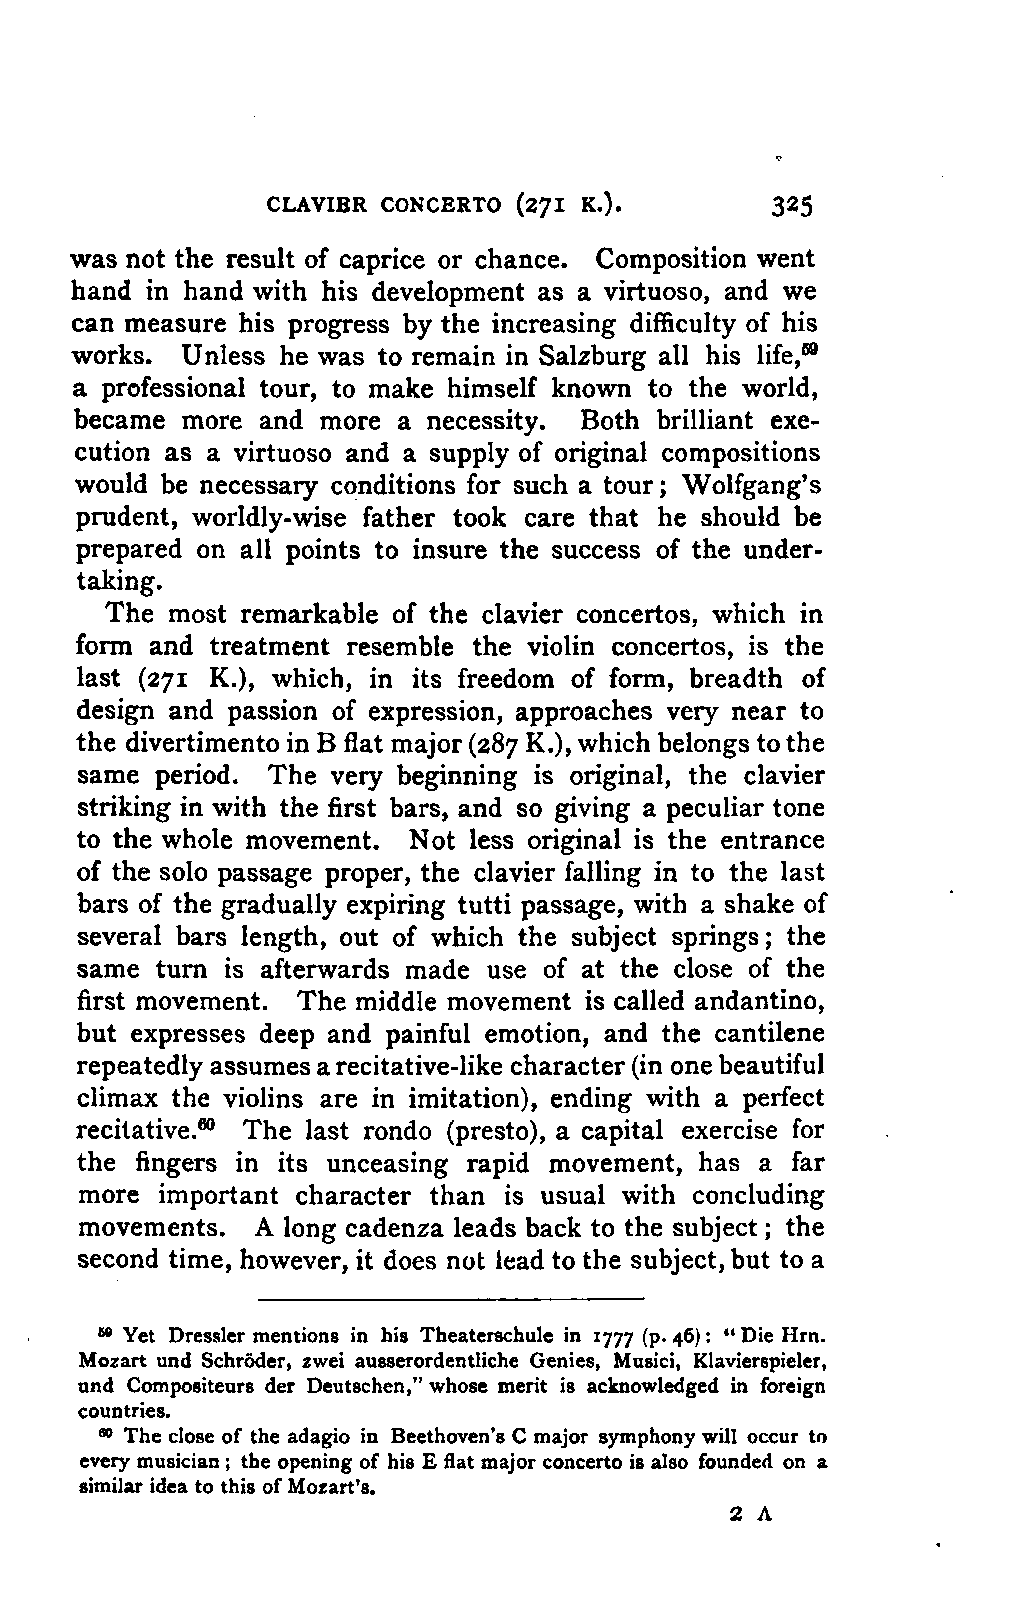 CLAVIER CONCERTO (271 K.). 325
was not the result of caprice or chance. Composition went
hand in hand with his development as a virtuoso, and we
can measure his progress by the increasing difficulty of his
works. Unless he was to remain in Salzburg all his life,⁵⁹
a professional tour, to make himself known to the world,
became more and more a necessity. Both brilliant exe-
cution as a virtuoso and a supply of original compositions
would be necessary conditions for such a tour; Wolfgang's
prudent, worldly-wise father took care that he should be
prepared on all points to insure the success of the under-
taking.
The most remarkable of the clavier concertos, which in
form and treatment resemble the violin concertos, is the
last (271 K.), which, in its freedom of form, breadth of
design and passion of expression, approaches very near to
the divertimento in B flat major (287 K.), which belongs to the
same period. The very beginning is original, the clavier
striking in with the first bars, and so giving a peculiar tone
to the whole movement. Not less original is the entrance
of the solo passage proper, the clavier falling in to the last
bars of the gradually expiring tutti passage, with a shake of
several bars length, out of which the subject springs; the
same turn is afterwards made use of at the close of the
first movement. The middle movement is called andantino,
but expresses deep and painful emotion, and the cantilene
repeatedly assumes a recitative-like character (in one beautiful
climax the violins are in imitation), ending with a perfect
recitative.⁶⁰ The last rondo (presto), a capital exercise for
the fingers in its unceasing rapid movement, has a far
more important character than is usual with concluding
movements. A long cadenza leads back to the subject; the
second time, however, it does not lead to the subject, but to a
⁵⁹ Yet Dressler mentions in his Theaterschule in 1777 (p. 46): "Die Hrn.
Mozart und Schröder, zwei ausserordentliche Genies, Musici, Klavierspieler,
und Compositeurs der Deutschen," whose merit is acknowledged in foreign
countries.
⁶⁰ The close of the adagio in Beethoven's C major symphony will occur to
every musician; the opening of his E flat major concerto is also founded on a
similar idea to this of Mozart's.
2 A